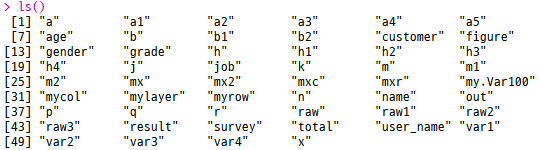 > ls()
[1] "a" "a1" "a2" "a3" "a4" "a5"
[7] "age" "b" "b1" "b2" "customer" "figure"
[13] "gender" "grade" "h" "h1" "h2" "h3"
[19] "h4" "j" "job" "k" "m" "m1"
[25] "m2" "mx" "mx2" "mxc" "mxr" "my.Var100"
[31] "mycol" "mylayer" "myrow" "n" "name" "out"
[37] "p" "q" "r" "raw" "raw1" "raw2"
[43] "raw3" "result" "survey" "total" "user_name" "var1"
[49] "var2" "var3" "var4" "x"